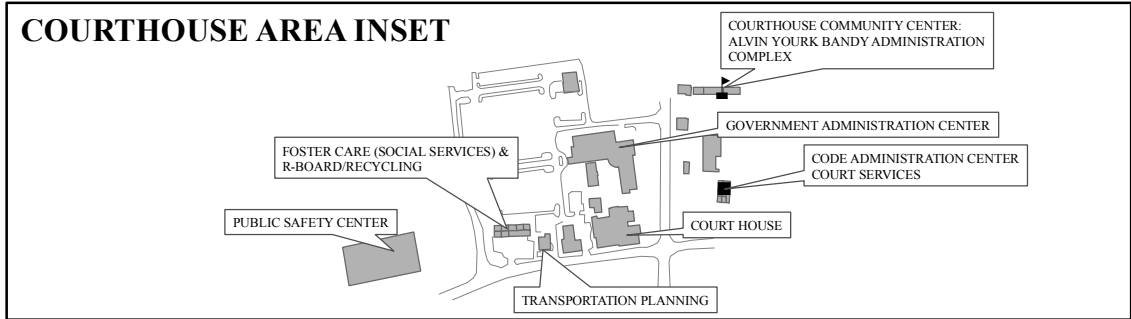 COURTHOUSE AREA INSET
COURTHOUSE COMMUNITY CENTER:
ALVIN YOURK BANDY ADMINISTRATION
COMPLEX
GOVERNMENT ADMINISTRATION CENTER
FOSTER CARE (SOCIAL SERVICES) &
R-BOARD/RECYCLING
CODE ADMINISTRATION CENTER
COURT SERVICES
PUBLIC SAFETY CENTER
COURT HOUSE
TRANSPORTATION PLANNING